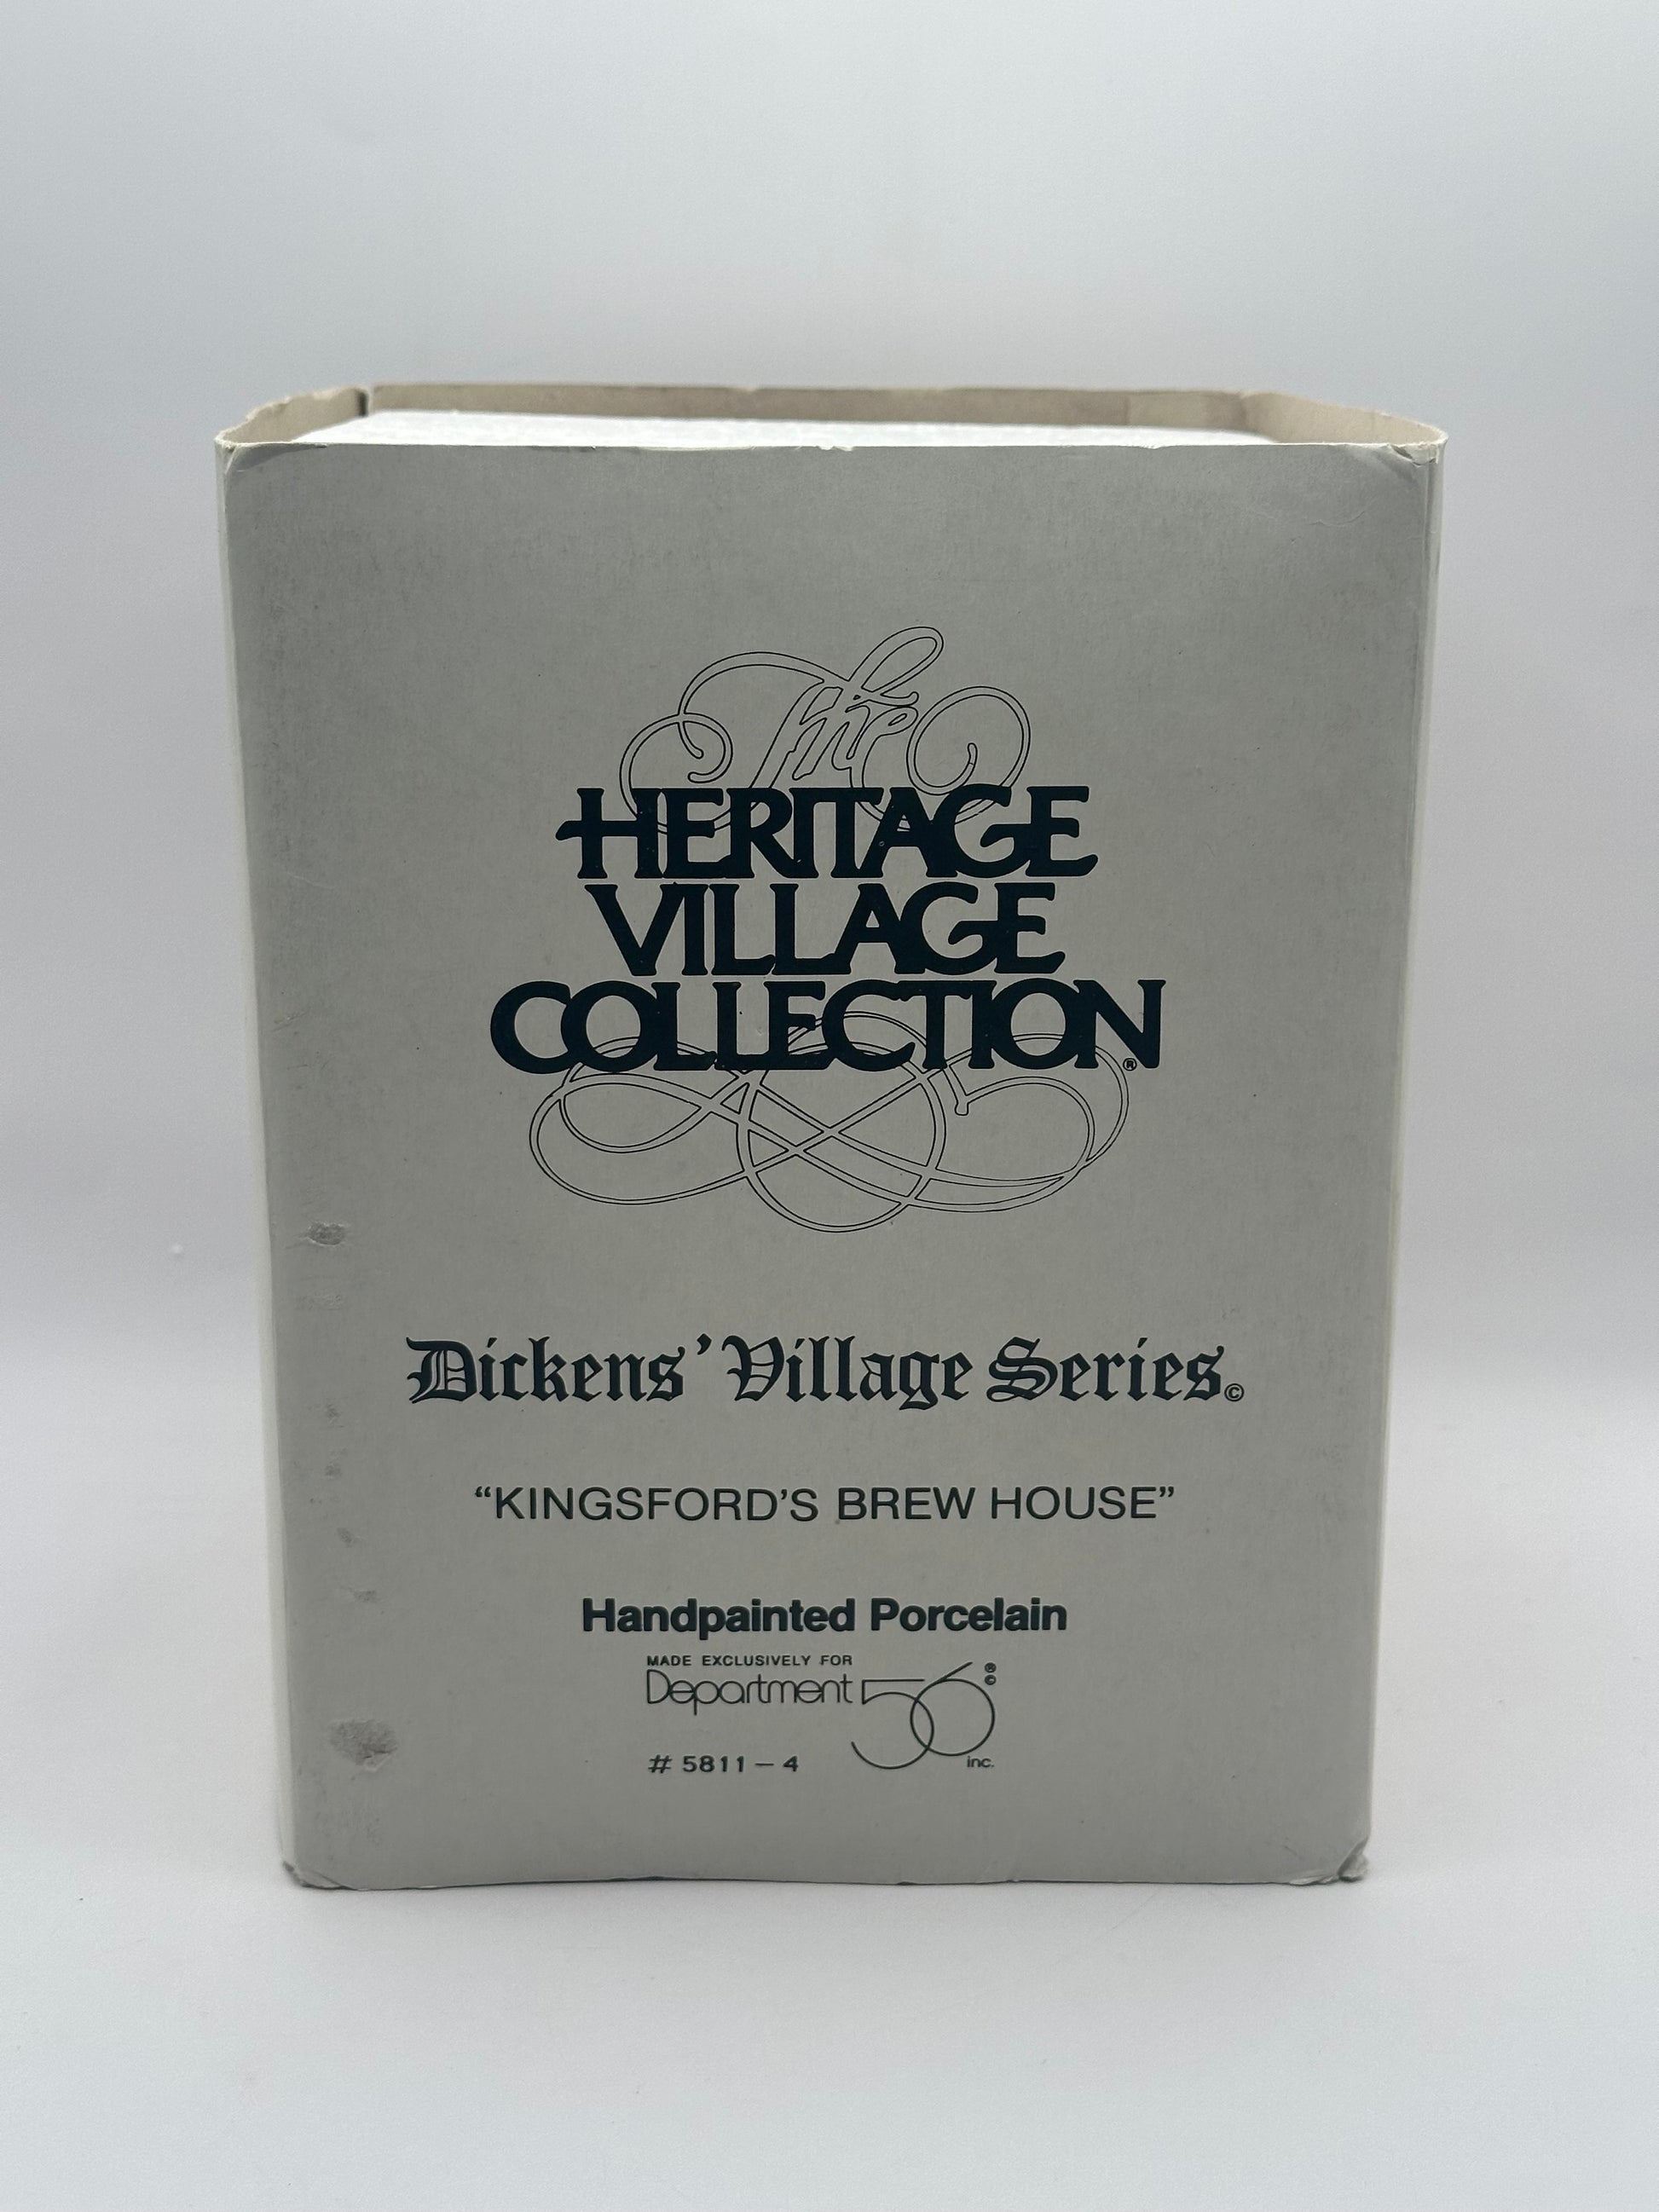 The
HERITAGE
VILLAGE
COLLECTION®
Dickens' Village Series©
“KINGSFORD'S BREW HOUSE”
Handpainted Porcelain
MADE EXCLUSIVELY FOR
Department 56 ® ©
inc.
# 5811 – 4